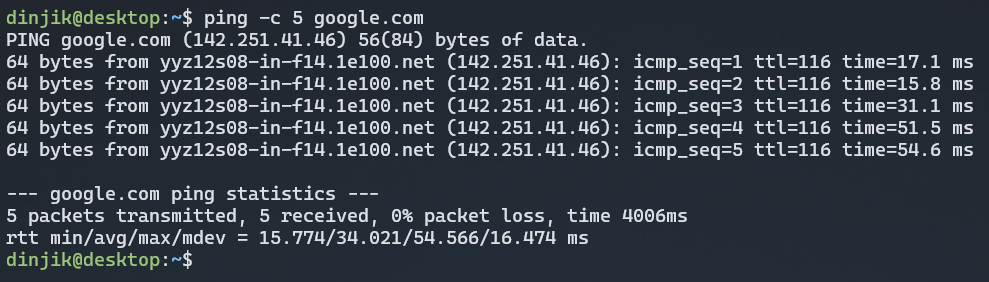 dinjik@desktop:~$ ping -c 5 google.com
PING google.com (142.251.41.46) 56(84) bytes of data.
64 bytes from yyz12s08-in-f14.1e100.net (142.251.41.46): icmp_seq=1 ttl=116 time=17.1 ms
64 bytes from yyz12s08-in-f14.1e100.net (142.251.41.46): icmp_seq=2 ttl=116 time=15.8 ms
64 bytes from yyz12s08-in-f14.1e100.net (142.251.41.46): icmp_seq=3 ttl=116 time=31.1 ms
64 bytes from yyz12s08-in-f14.1e100.net (142.251.41.46): icmp_seq=4 ttl=116 time=51.5 ms
64 bytes from yyz12s08-in-f14.1e100.net (142.251.41.46): icmp_seq=5 ttl=116 time=54.6 ms

--- google.com ping statistics ---
5 packets transmitted, 5 received, 0% packet loss, time 4006ms
rtt min/avg/max/mdev = 15.774/34.021/54.566/16.474 ms
dinjik@desktop:~$